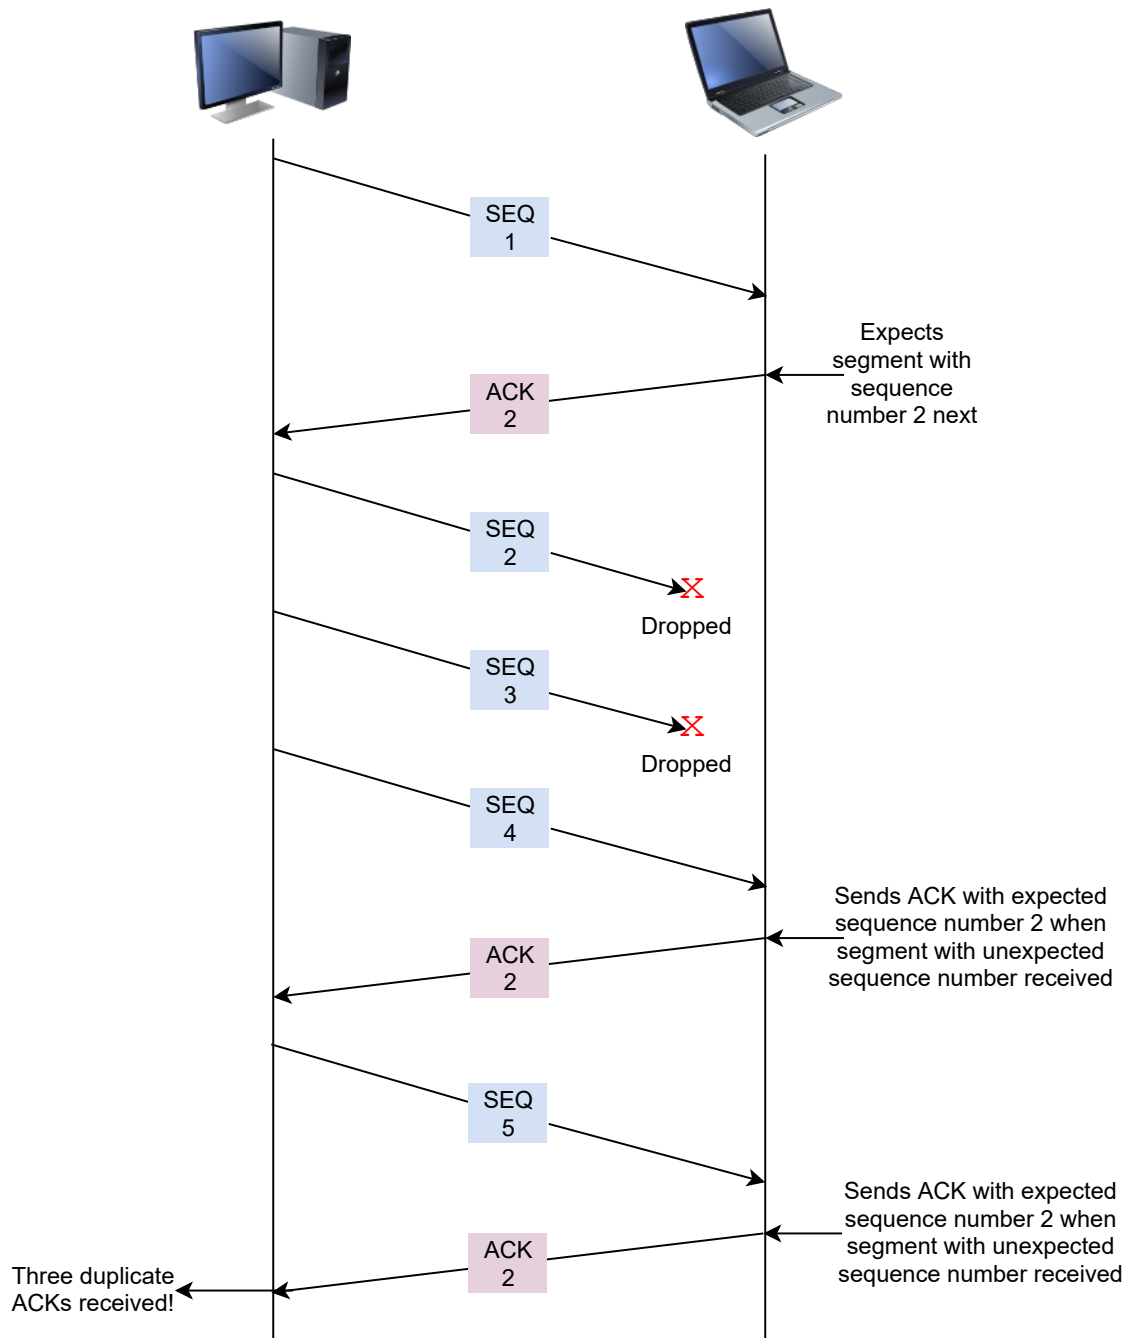 SEQ
1
Expects
segment with
sequence
number 2 next
ACK
2
SEQ
2
X
Dropped
SEQ
3
X
Dropped
SEQ
4
Sends ACK with expected
sequence number 2 when
segment with unexpected
sequence number received
ACK
2
SEQ
5
Sends ACK with expected
sequence number 2 when
segment with unexpected
sequence number received
ACK
2
Three duplicate
ACKs received!